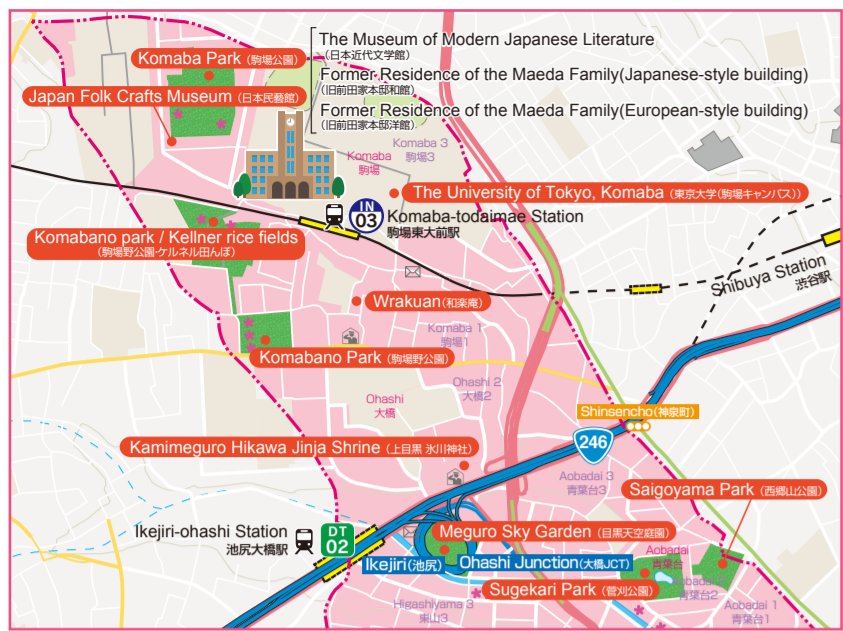 The Museum of Modern Japanese Literature
(日本近代文学館)
Komaba Park (駒場公園)
Former Residence of the Maeda Family(Japanese-style building)
(旧前田家本邸和館)
Japan Folk Crafts Museum (日本民藝館)
Former Residence of the Maeda Family(European-style building)
(旧前田家本邸洋館)
Komaba 3
駒場3
Komaba
駒場
The University of Tokyo, Komaba (東京大学(駒場キャンパス))
IN
03
Komaba-todaimae Station
駒場東大前駅
Komabano park / Kellner rice fields
(駒場野公園-ケルネル田んぼ)
Shibuya Station
渋谷駅
Wrakuan(和楽庵)
Komaba 1
駒場1
Komabano Park (駒場野公園)
Ohashi 2
大橋2
Ohashi
大橋
Shinsencho(神泉町)
246
Kamimeguro Hikawa Jinja Shrine (上目黒 氷川神社)
Aobadai 3
青葉台3
Saigoyama Park (西郷山公園)
Ikejiri-ohashi Station
池尻大橋駅
DT
02
Meguro Sky Garden (目黒天空庭園)
Ikejiri(池尻)
Ohashi Junction(大橋JCT)
Aobadai
青葉台
青葉台2
Sugekari Park (菅刈公園)
Higashiyama 3
東山3
Aobadai 1
青葉台1